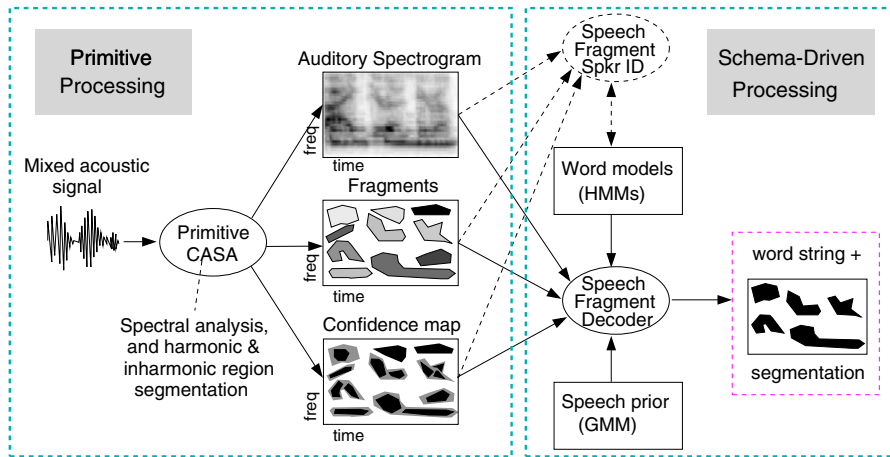 Primitive
Processing
Mixed acoustic
signal
Primitive
CASA
Spectral analysis,
and harmonic &
inharmonic region
segmentation
Auditory Spectrogram
freq
time
Fragments
freq
time
Confidence map
freq
time
Speech
Fragment
Spkr ID
Schema-Driven
Processing
Word models
(HMMs)
Speech
Fragment
Decoder
Speech prior
(GMM)
word string +
segmentation